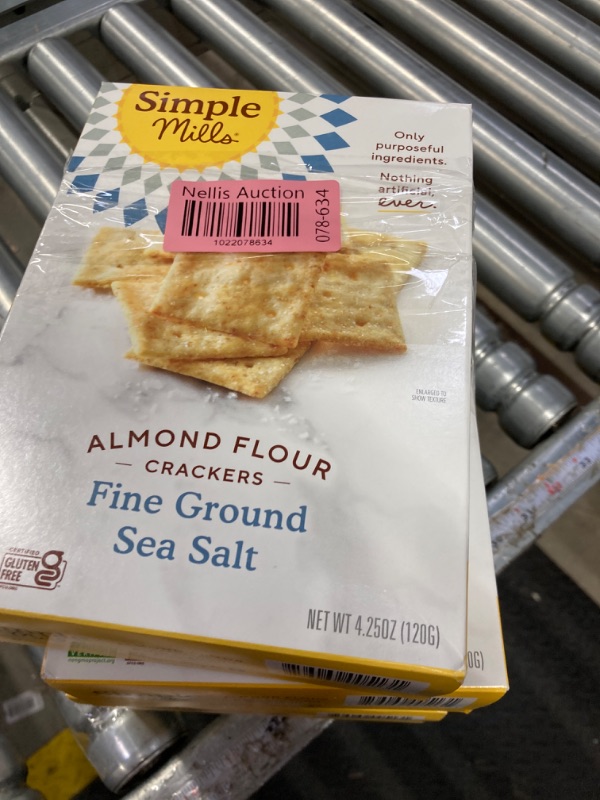 Simple
Mills®
Only
purposeful
ingredients.
Nothing
artificial,
ever.
Nellis Auction
1022078634
078-634
ENLARGED TO
SHOW TEXTURE
ALMOND FLOUR
— CRACKERS —
Fine Ground
Sea Salt
CERTIFIED
GLUTEN
FREE
NET WT 4.25OZ (120G)
0G)